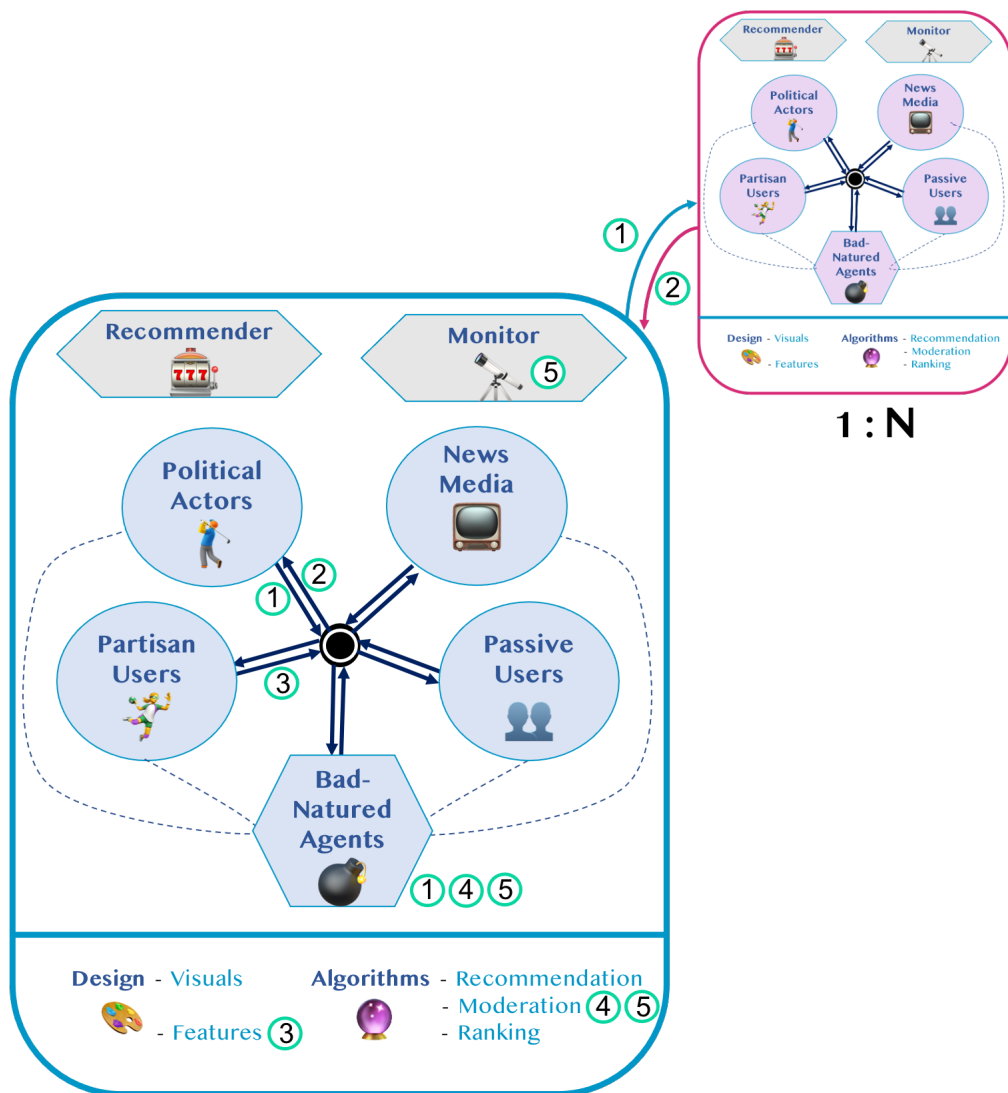 Recommender
Monitor
Political
Actors
News
Media
Partisan
Users
Passive
Users
Bad-
Natured
Agents
Design - Visuals
- Features
Algorithms - Recommendation
- Moderation
- Ranking
1 : N
1
2
Recommender
777
Monitor
5
Political
Actors
News
Media
2
1
Partisan
Users
3
Passive
Users
Bad-
Natured
Agents
1 4 5
Design - Visuals
- Features 3
Algorithms - Recommendation
- Moderation 4 5
- Ranking